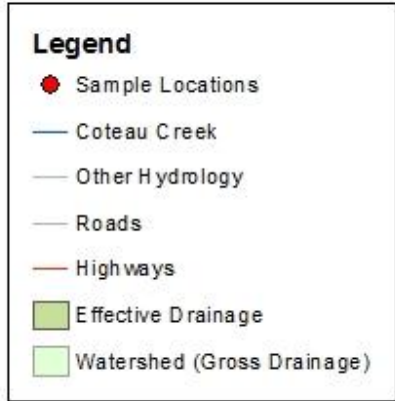 Legend
Sample Locations
Coteau Creek
Other Hydrology
Roads
Highways
Effective Drainage
Watershed (Gross Drainage)